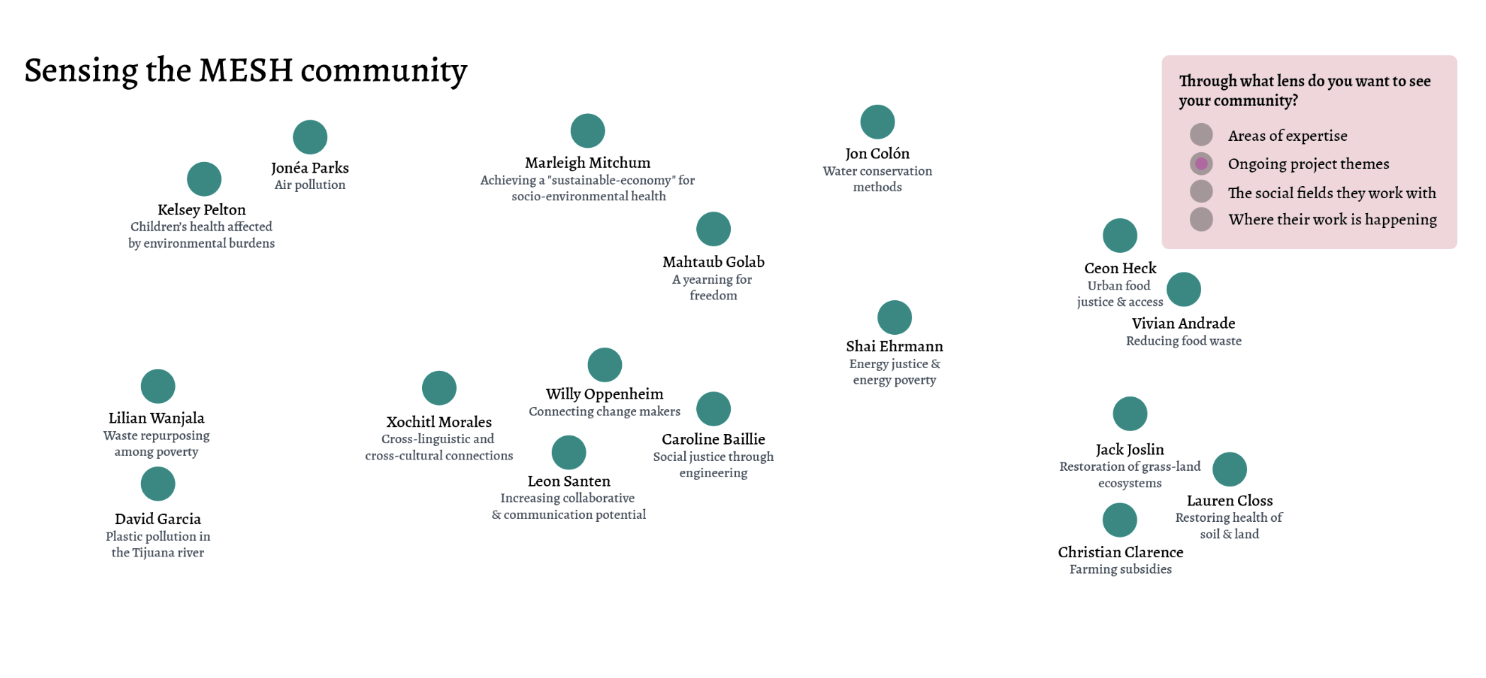 Sensing the MESH community
Through what lens do you want to see
your community?
Areas of expertise
Ongoing project themes
The social fields they work with
Where their work is happening
Jonéa Parks
Air pollution
Kelsey Pelton
Children's health affected
by environmental burdens
Marleigh Mitchum
Achieving a "sustainable-economy" for
socio-environmental health
Jon Colón
Water conservation
methods
Mahtaub Golab
A yearning for
freedom
Ceon Heck
Urban food
justice & access
Vivian Andrade
Reducing food waste
Shai Ehrmann
Energy justice &
energy poverty
Lilian Wanjala
Waste repurposing
among poverty
David Garcia
Plastic pollution in
the Tijuana river
Xochitl Morales
Cross-linguistic and
cross-cultural connections
Willy Oppenheim
Connecting change makers
Leon Santen
Increasing collaborative
& communication potential
Caroline Baillie
Social justice through
engineering
Jack Joslin
Restoration of grass-land
ecosystems
Lauren Closs
Restoring health of
soil & land
Christian Clarence
Farming subsidies